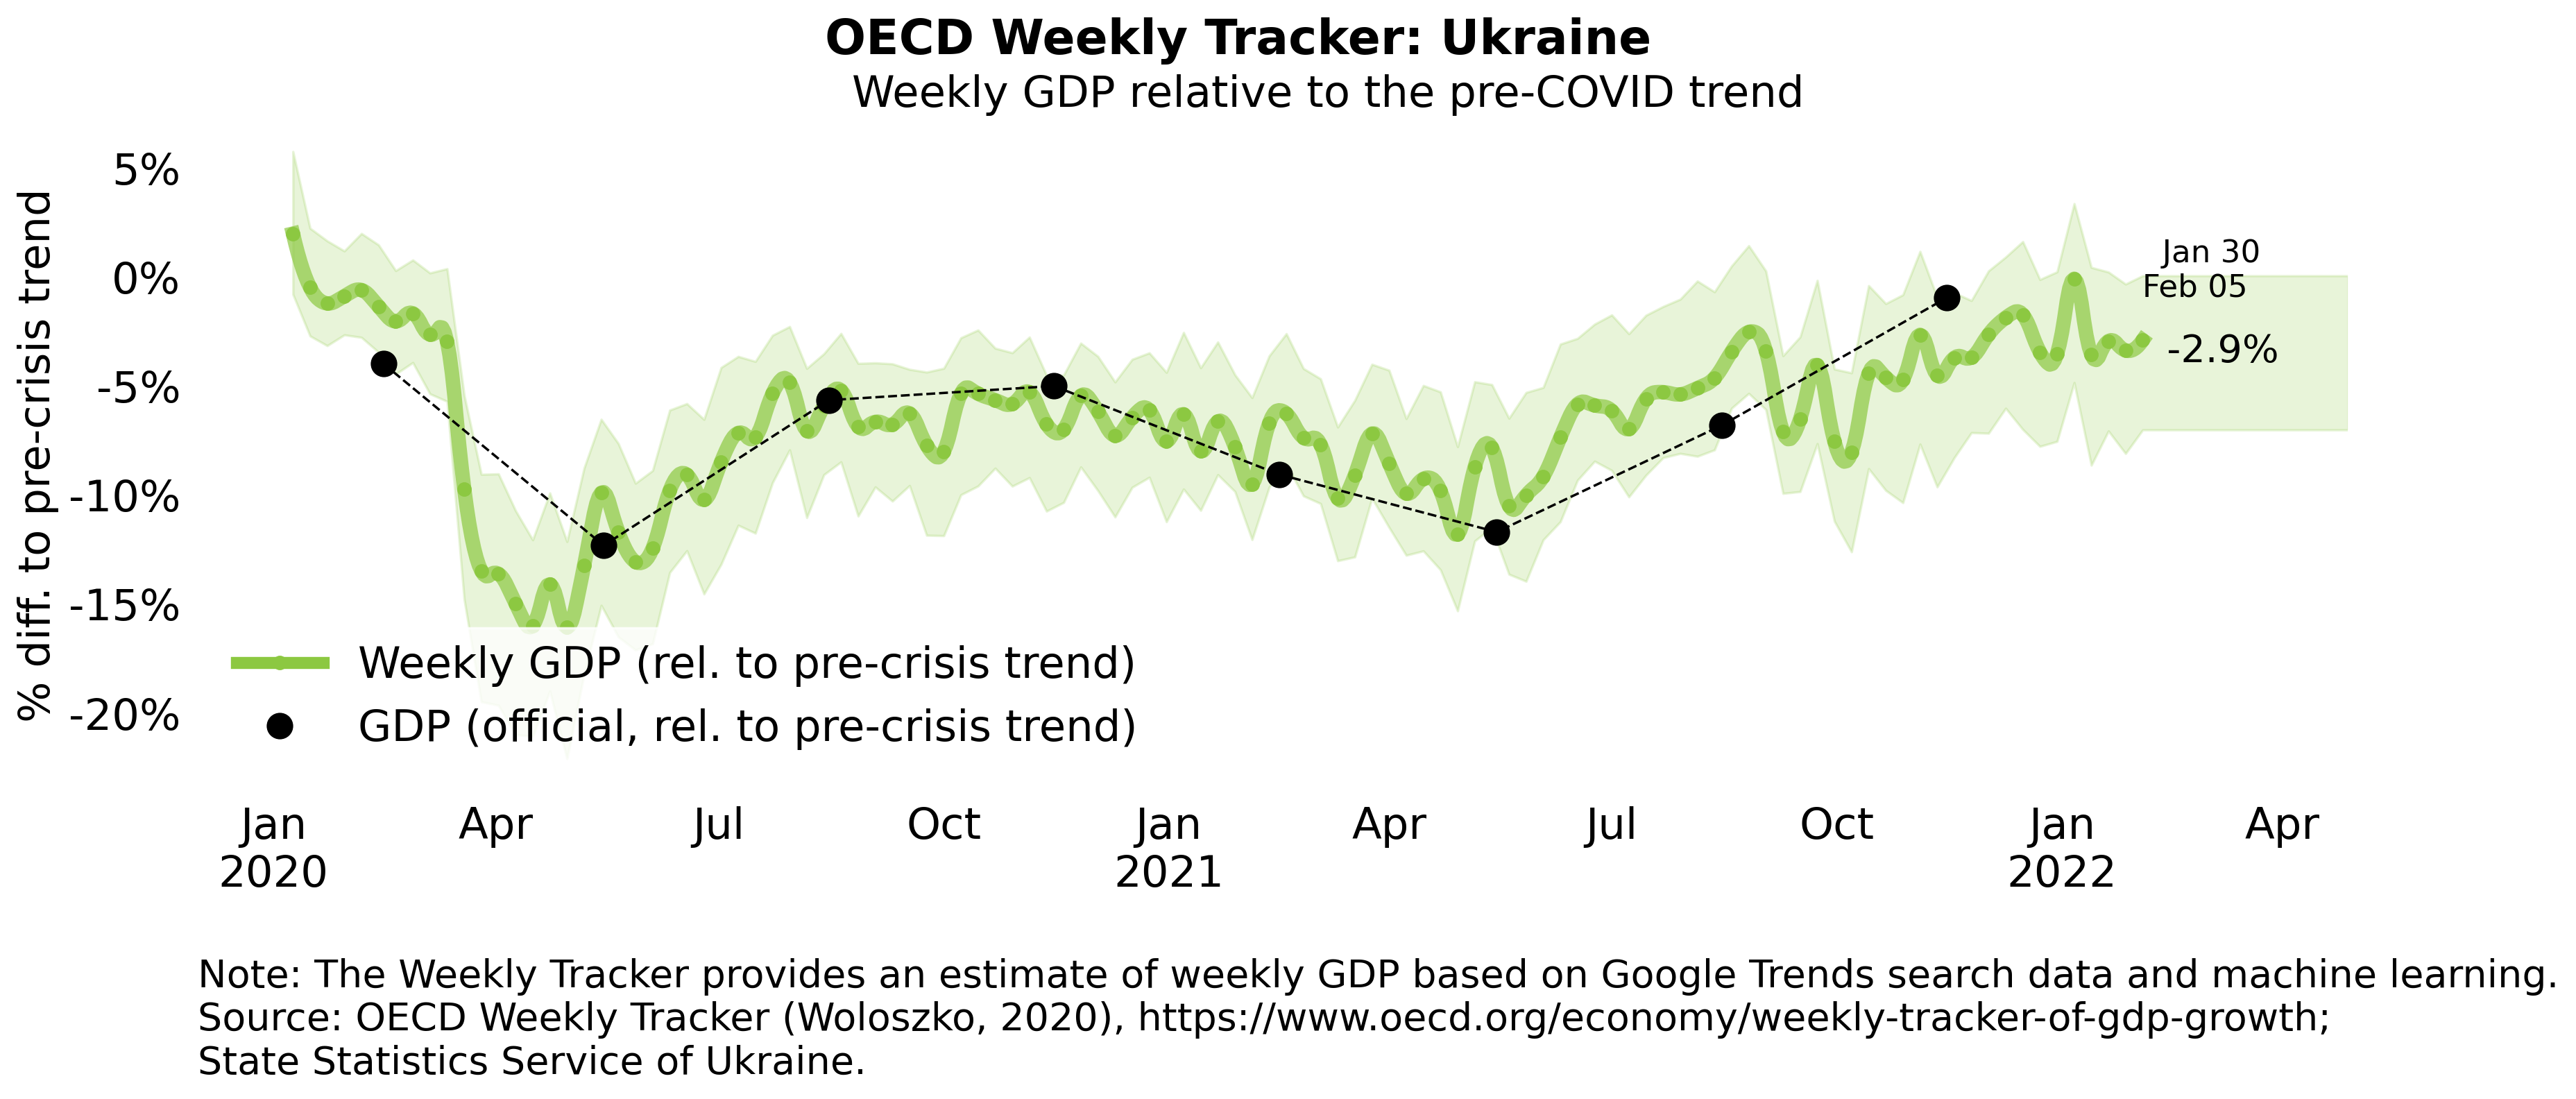 OECD Weekly Tracker: Ukraine
Weekly GDP relative to the pre-COVID trend
% diff. to pre-crisis trend
5%
0%
-5%
-10%
-15%
-20%
Jan 30
Feb 05
-2.9%
Weekly GDP (rel. to pre-crisis trend)
GDP (official, rel. to pre-crisis trend)
Jan Apr Jul Oct Jan Apr Jul Oct Jan Apr
2020 2021 2022
Note: The Weekly Tracker provides an estimate of weekly GDP based on Google Trends search data and machine learning.
Source: OECD Weekly Tracker (Woloszko, 2020), https://www.oecd.org/economy/weekly-tracker-of-gdp-growth;
State Statistics Service of Ukraine.